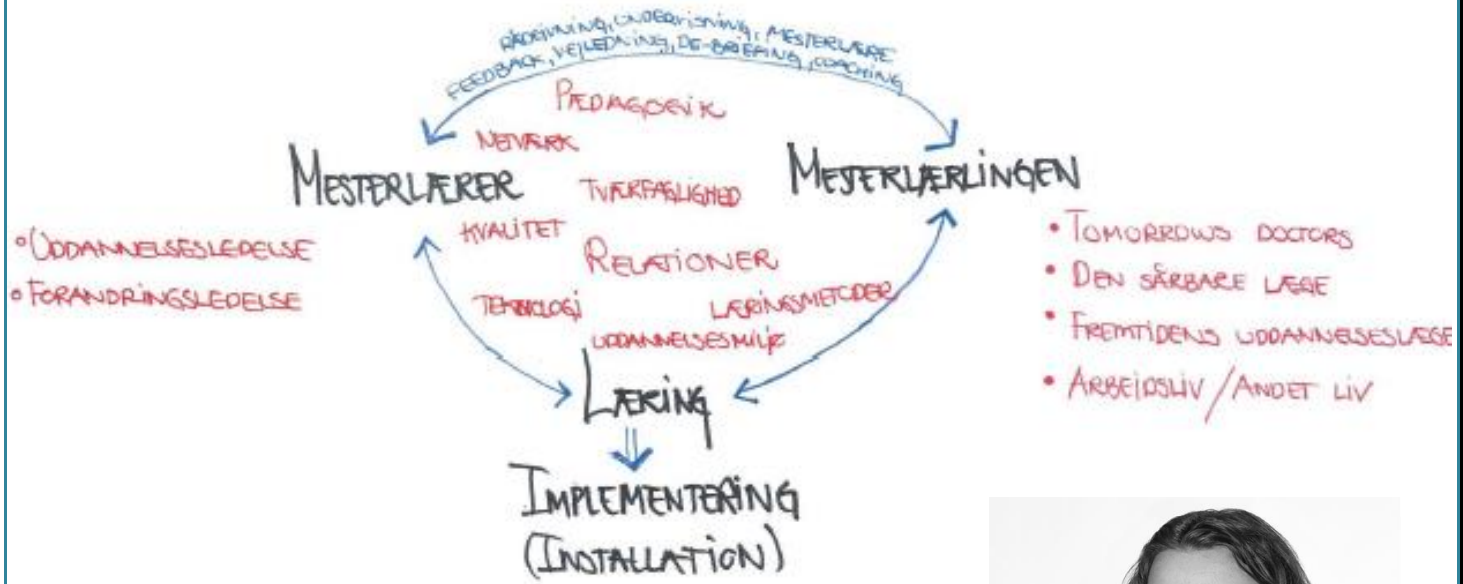 RÅDGIVNING, UNDERVISNING, MESTERLÆRE
FEEDBACK, VEJLEDNING, DE-BRIEFING, COACHING
PÆDAGOGIK
NETVÆRK
MESTERLÆRER
TVÆRFAGLIGHED
MESTERLÆRLINGEN
KVALITET
RELATIONER
• UDDANNELSESLEDELSE
• FORANDRINGSLEDELSE
TEKNOLOGI
LÆRINGSMETODER
UDDANNELSESMILJØ
• TOMORROWS DOCTORS
• DEN SÅRBARE LÆGE
• FREMTIDENS UDDANNELSESLÆGE
• ARBEJDSLIV / ANDET LIV
LÆRING
IMPLEMENTERING
(INSTALLATION)